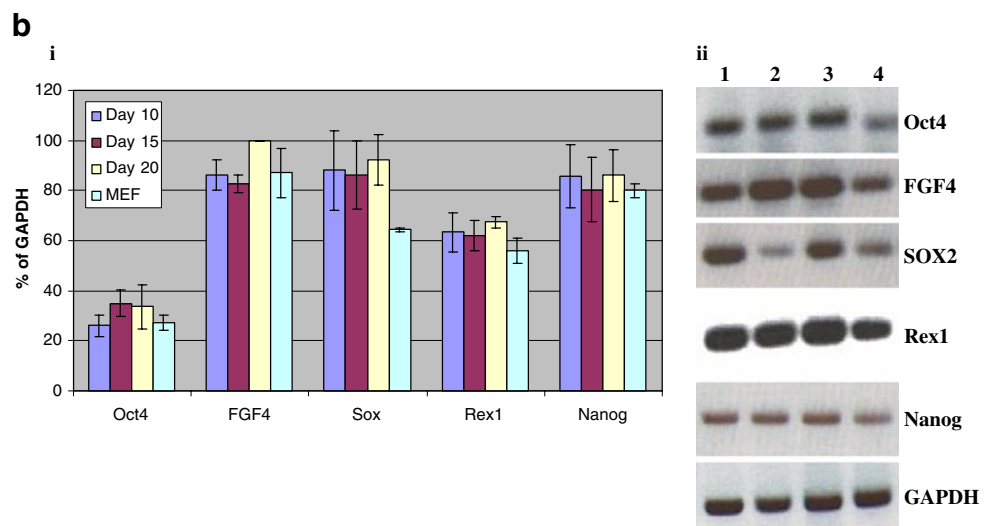 b
i
120
100
80
60
40
20
0
% of GAPDH
Day 10
Day 15
Day 20
MEF
Oct4 FGF4 Sox Rex1 Nanog
ii
1 2 3 4
Oct4
FGF4
SOX2
Rex1
Nanog
GAPDH